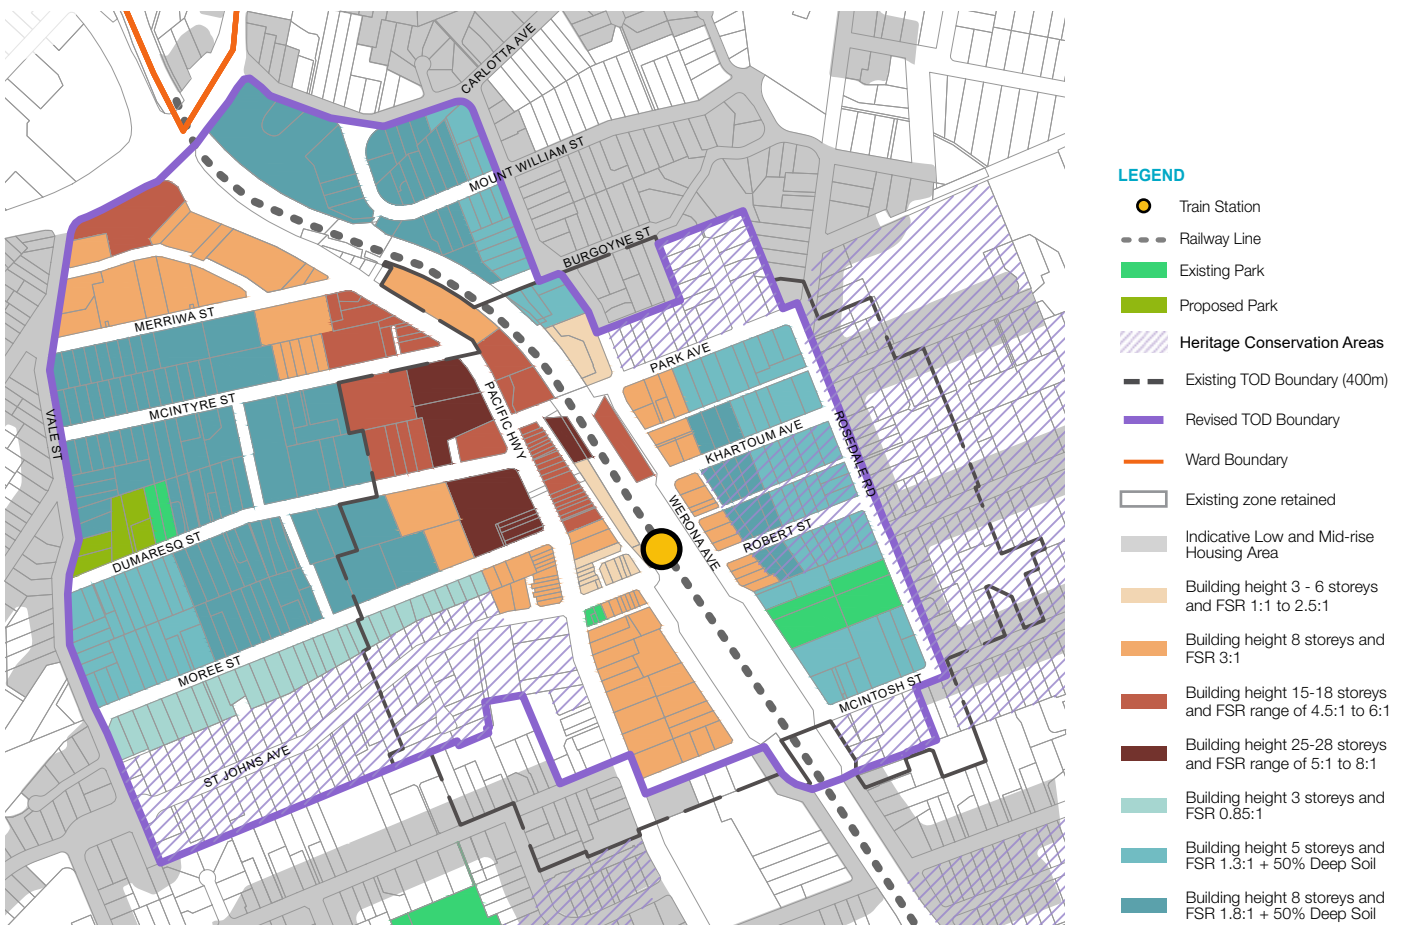 CARLOTTA AVE
MOUNT WILLIAM ST
BURGOYNE ST
MERRIWA ST
PARK AVE
MCINTYRE ST
PACIFIC HWY
VALE ST
KHARTOUM AVE
ROSEDALE RD
WERONA AVE
ROBERT ST
DUMARESQ ST
MOREE ST
MCINTOSH ST
ST JOHNS AVE
LEGEND
Train Station
Railway Line
Existing Park
Proposed Park
Heritage Conservation Areas
Existing TOD Boundary (400m)
Revised TOD Boundary
Ward Boundary
Existing zone retained
Indicative Low and Mid-rise
Housing Area
Building height 3 - 6 storeys
and FSR 1:1 to 2.5:1
Building height 8 storeys and
FSR 3:1
Building height 15-18 storeys
and FSR range of 4.5:1 to 6:1
Building height 25-28 storeys
and FSR range of 5:1 to 8:1
Building height 3 storeys and
FSR 0.85:1
Building height 5 storeys and
FSR 1.3:1 + 50% Deep Soil
Building height 8 storeys and
FSR 1.8:1 + 50% Deep Soil